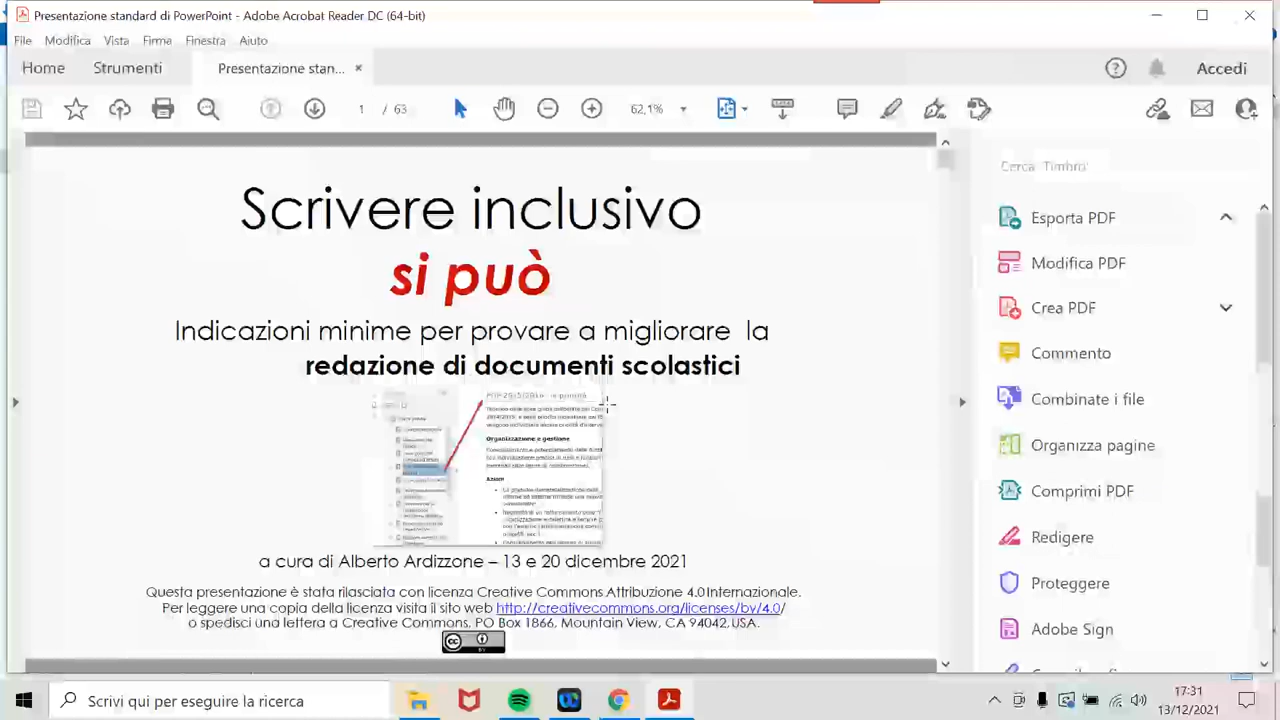 Presentazione standard di PowerPoint - Adobe Acrobat Reader DC (64-bit)
File Modifica Vista Firma Finestra Aiuto
Home Strumenti Presentazione stan... ×
Accedi
1 / 63 62,1%
Scrivere inclusivo
si può
Indicazioni minime per provare a migliorare la
redazione di documenti scolastici
Organizzazione e gestione
Azioni
a cura di Alberto Ardizzone – 13 e 20 dicembre 2021
Questa presentazione è stata rilasciata con licenza Creative Commons Attribuzione 4.0 Internazionale.
Per leggere una copia della licenza visita il sito web http://creativecommons.org/licenses/by/4.0/
o spedisci una lettera a Creative Commons, PO Box 1866, Mountain View, CA 94042, USA.
cc
BY
Cerca 'Timbro'
Esporta PDF
Modifica PDF
Crea PDF
Commento
Combinate i file
Organizza pagine
Comprimi PDF
Redigere
Proteggere
Adobe Sign
Scrivi qui per eseguire la ricerca
17:31
13/12/2021